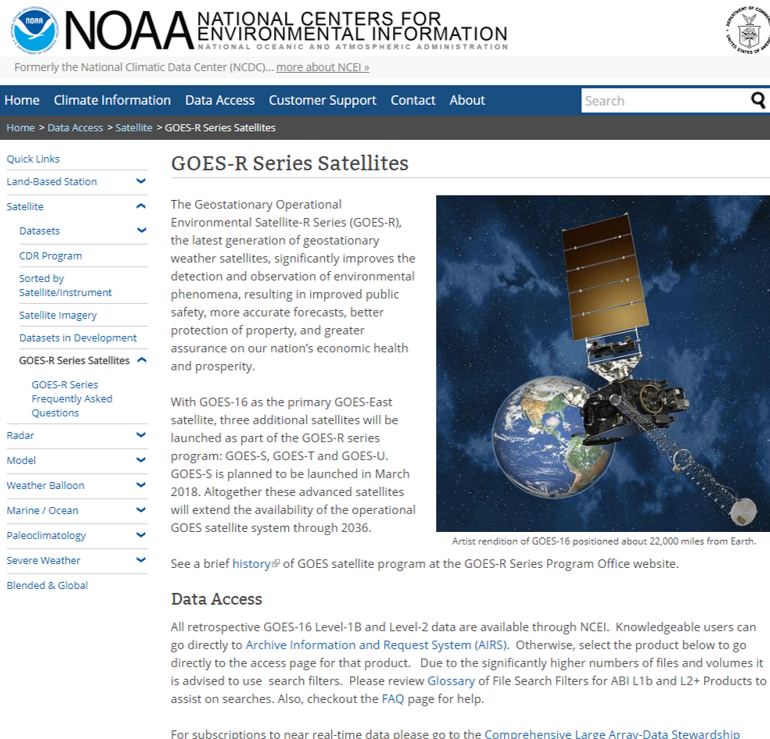 NOAA
NOAA NATIONAL CENTERS FOR
ENVIRONMENTAL INFORMATION
NATIONAL OCEANIC AND ATMOSPHERIC ADMINISTRATION
Formerly the National Climatic Data Center (NCDC)... more about NCEI »
Home Climate Information Data Access Customer Support Contact About Search
Home > Data Access > Satellite > GOES-R Series Satellites
Quick Links
Land-Based Station
Satellite
Datasets
CDR Program
Sorted by
Satellite/Instrument
Satellite Imagery
Datasets in Development
GOES-R Series Satellites
GOES-R Series
Frequently Asked
Questions
Radar
Model
Weather Balloon
Marine / Ocean
Paleoclimatology
Severe Weather
Blended & Global
GOES-R Series Satellites
The Geostationary Operational
Environmental Satellite-R Series (GOES-R),
the latest generation of geostationary
weather satellites, significantly improves the
detection and observation of environmental
phenomena, resulting in improved public
safety, more accurate forecasts, better
protection of property, and greater
assurance on our nation's economic health
and prosperity.
With GOES-16 as the primary GOES-East
satellite, three additional satellites will be
launched as part of the GOES-R series
program: GOES-S, GOES-T and GOES-U.
GOES-S is planned to be launched in March
2018. Altogether these advanced satellites
will extend the availability of the operational
GOES satellite system through 2036.
Artist rendition of GOES-16 positioned about 22,000 miles from Earth.
See a brief history of GOES satellite program at the GOES-R Series Program Office website.
Data Access
All retrospective GOES-16 Level-1B and Level-2 data are available through NCEI. Knowledgeable users can
go directly to Archive Information and Request System (AIRS). Otherwise, select the product below to go
directly to the access page for that product. Due to the significantly higher numbers of files and volumes it
is advised to use search filters. Please review Glossary of File Search Filters for ABI L1b and L2+ Products to
assist on searches. Also, checkout the FAQ page for help.
For subscriptions to near real-time data please go to the Comprehensive Large Array-Data Stewardship